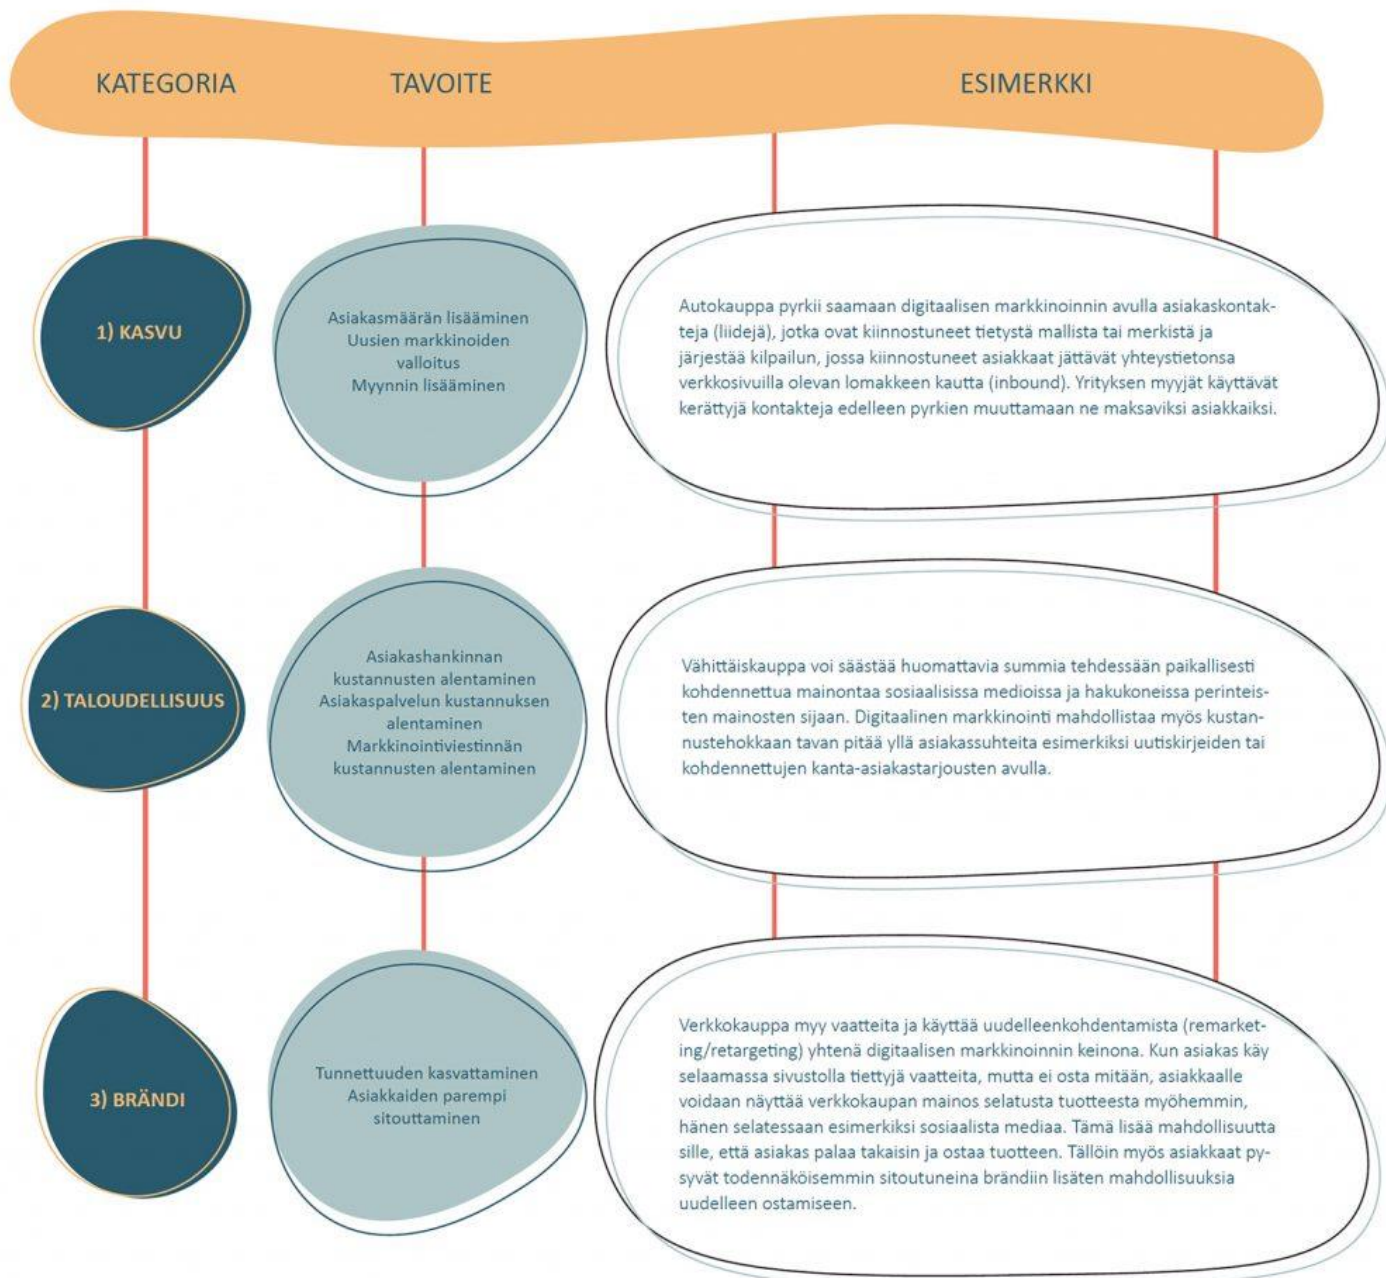 KATEGORIA
TAVOITE
ESIMERKKI
1) KASVU
Asiakasmäärän lisääminen
Uusien markkinoiden
valloitus
Myynnin lisääminen
Autokauppa pyrkii saamaan digitaalisen markkinoinnin avulla asiakaskontak-
teja (liidejä), jotka ovat kiinnostuneet tietystä mallista tai merkistä ja
järjestää kilpailun, jossa kiinnostuneet asiakkaat jättävät yhteystietonsa
verkkosivuilla olevan lomakkeen kautta (inbound). Yrityksen myyjät käyttävät
kerättyjä kontakteja edelleen pyrkien muuttamaan ne maksaviksi asiakkaiksi.
2) TALOUDELLISUUS
Asiakashankinnan
kustannusten alentaminen
Asiakaspalvelun kustannuksen
alentaminen
Markkinointiviestinnän
kustannusten alentaminen
Vähittäiskauppa voi säästää huomattavia summia tehdessään paikallisesti
kohdennettua mainontaa sosiaalisissa medioissa ja hakukoneissa perinteis-
ten mainosten sijaan. Digitaalinen markkinointi mahdollistaa myös kustan-
nustehokkaan tavan pitää yllä asiakassuhteita esimerkiksi uutiskirjeiden tai
kohdennettujen kanta-asiakastarjousten avulla.
3) BRÄNDI
Tunnettuuden kasvattaminen
Asiakkaiden parempi
sitouttaminen
Verkkokauppa myy vaatteita ja käyttää uudelleenkohdentamista (remarket-
ing/retargeting) yhtenä digitaalisen markkinoinnin keinona. Kun asiakas käy
selaamassa sivustolla tiettyjä vaatteita, mutta ei osta mitään, asiakkaalle
voidaan näyttää verkkokaupan mainos selatusta tuotteesta myöhemmin,
hänen selatessaan esimerkiksi sosiaalista mediaa. Tämä lisää mahdollisuutta
sille, että asiakas palaa takaisin ja ostaa tuotteen. Tällöin myös asiakkaat py-
syvät todennäköisemmin sitoutuneina brändiin lisäten mahdollisuuksia
uudelleen ostamiseen.